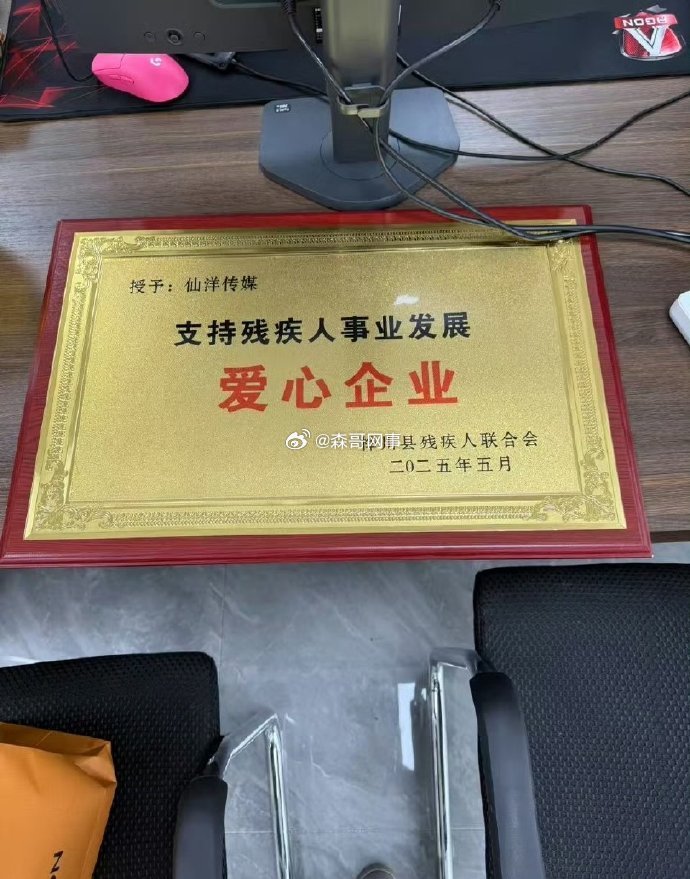 AGON
授予：仙洋传媒
支持残疾人事业发展
爱心企业
@森哥网事
县残疾人联合会
二〇二五年五月